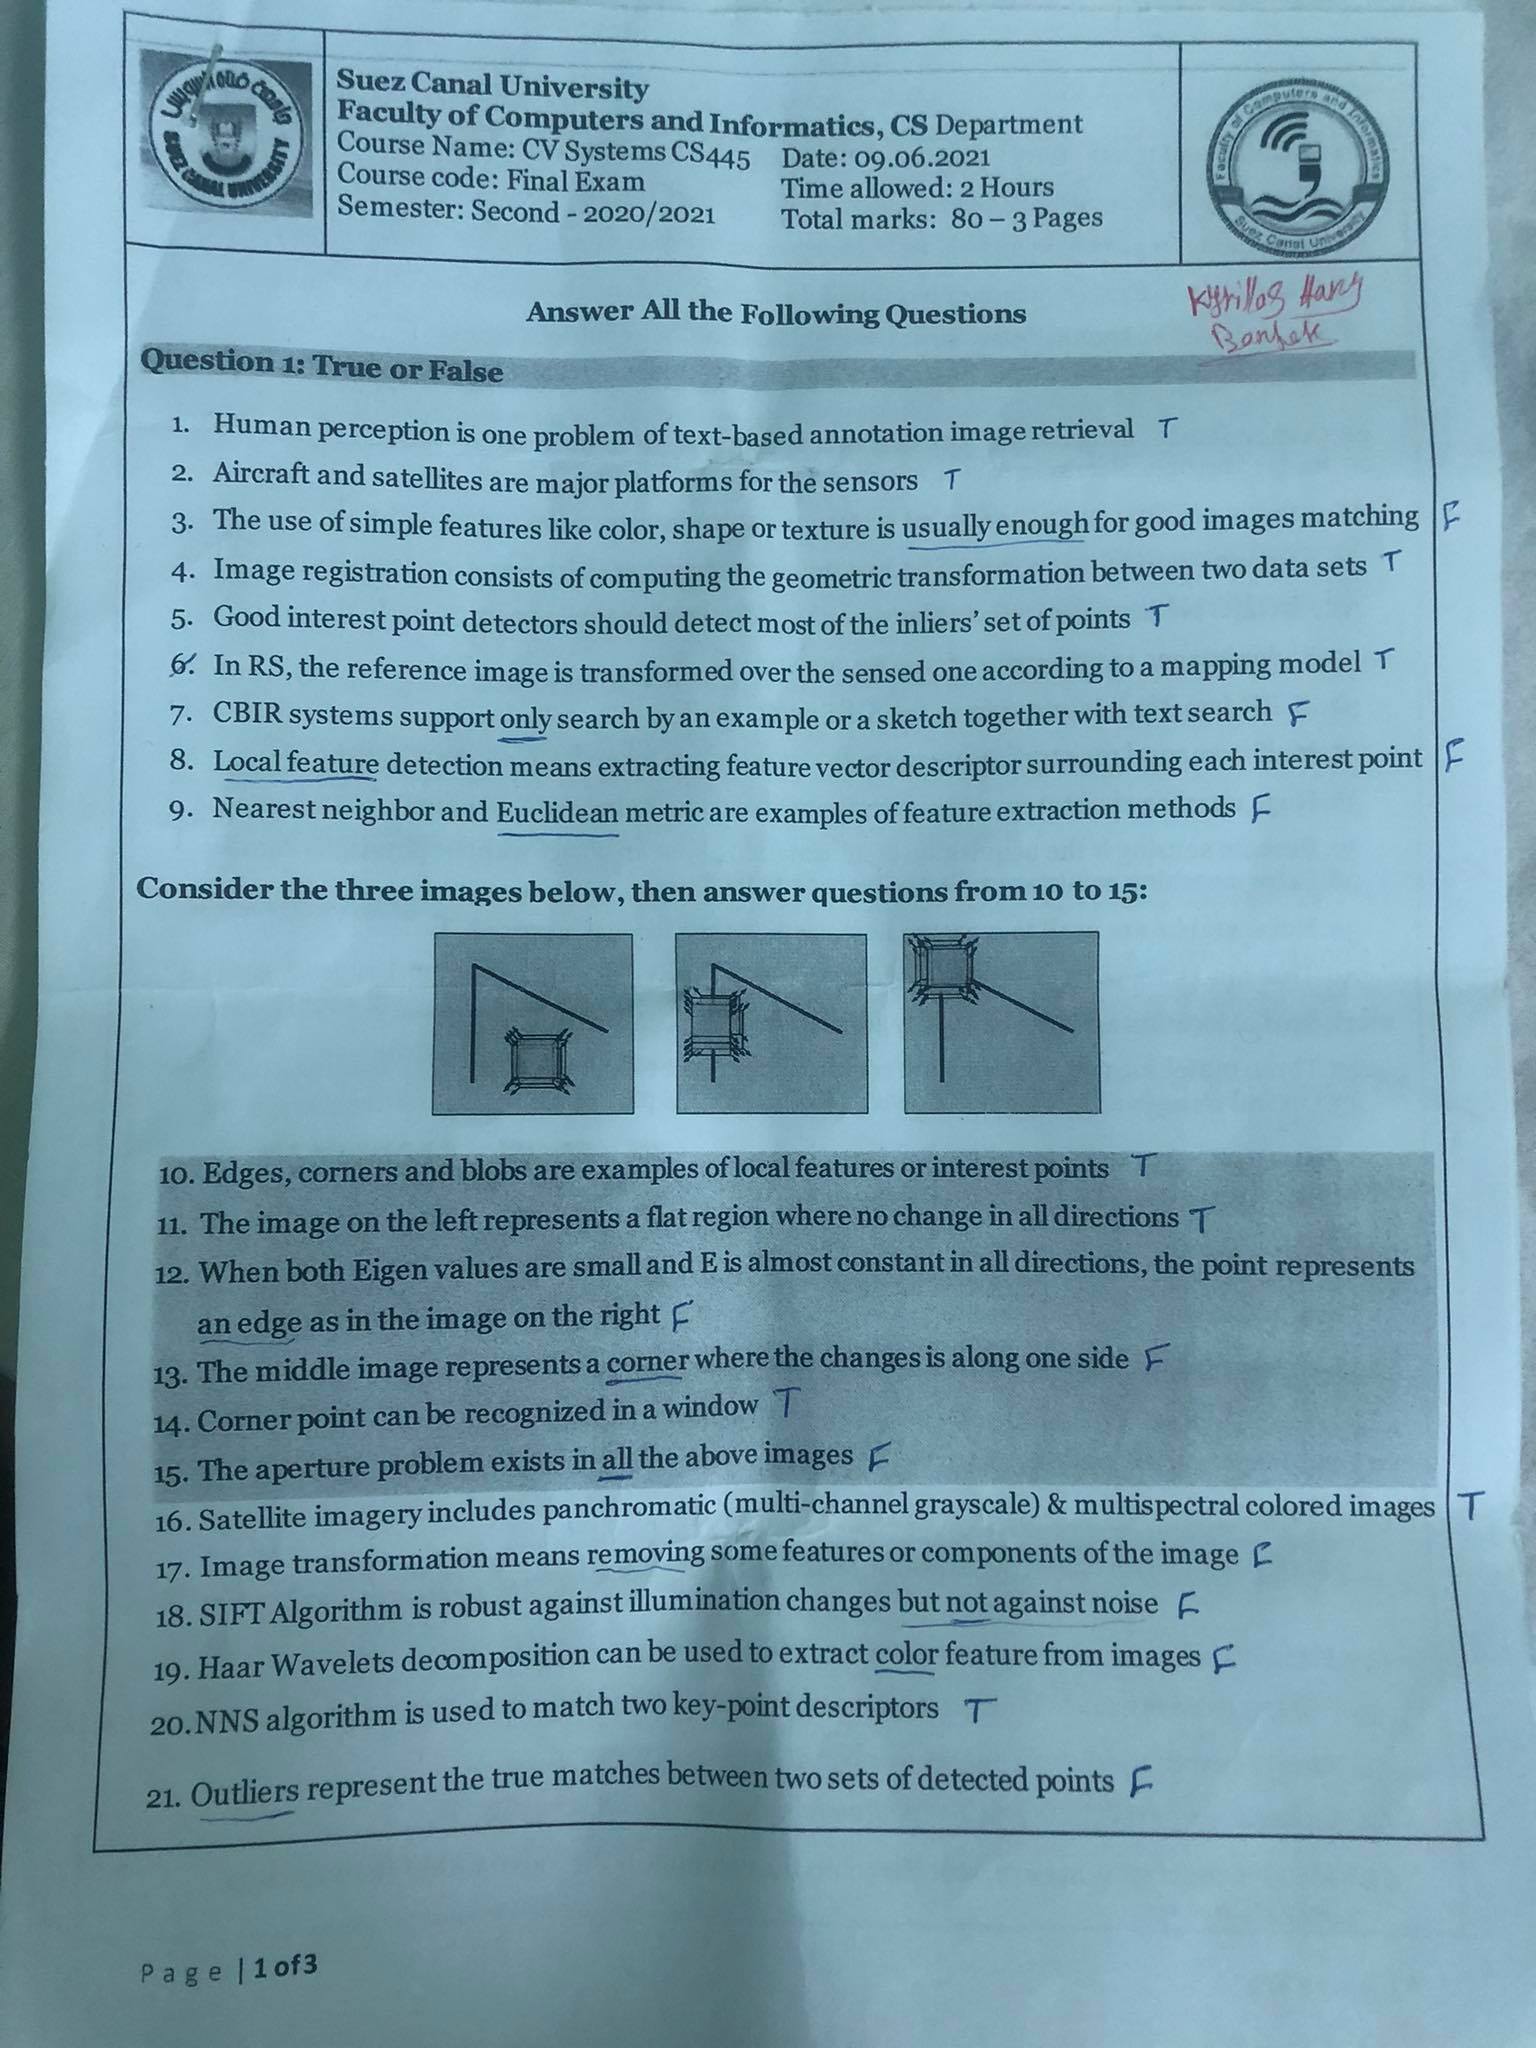 جامعة قناة السويس
SUEZ CANAL UNIVERSITY
Suez Canal University
Faculty of Computers and Informatics, CS Department
Course Name: CV Systems CS445 Date: 09.06.2021
Course code: Final Exam Time allowed: 2 Hours
Semester: Second - 2020/2021 Total marks: 80 – 3 Pages
Faculty of Computers and Informatics
Suez Canal University
Answer All the Following Questions
Kyrillos Hany
Question 1: True or False
1. Human perception is one problem of text-based annotation image retrieval T
2. Aircraft and satellites are major platforms for the sensors T
3. The use of simple features like color, shape or texture is usually enough for good images matching F
4. Image registration consists of computing the geometric transformation between two data sets T
5. Good interest point detectors should detect most of the inliers' set of points T
6. In RS, the reference image is transformed over the sensed one according to a mapping model T
7. CBIR systems support only search by an example or a sketch together with text search F
8. Local feature detection means extracting feature vector descriptor surrounding each interest point F
9. Nearest neighbor and Euclidean metric are examples of feature extraction methods F
Consider the three images below, then answer questions from 10 to 15:
10. Edges, corners and blobs are examples of local features or interest points T
11. The image on the left represents a flat region where no change in all directions T
12. When both Eigen values are small and E is almost constant in all directions, the point represents
an edge as in the image on the right F
13. The middle image represents a corner where the changes is along one side F
14. Corner point can be recognized in a window T
15. The aperture problem exists in all the above images F
16. Satellite imagery includes panchromatic (multi-channel grayscale) & multispectral colored images T
17. Image transformation means removing some features or components of the image F
18. SIFT Algorithm is robust against illumination changes but not against noise F
19. Haar Wavelets decomposition can be used to extract color feature from images F
20. NNS algorithm is used to match two key-point descriptors T
21. Outliers represent the true matches between two sets of detected points F
Page | 1 of 3